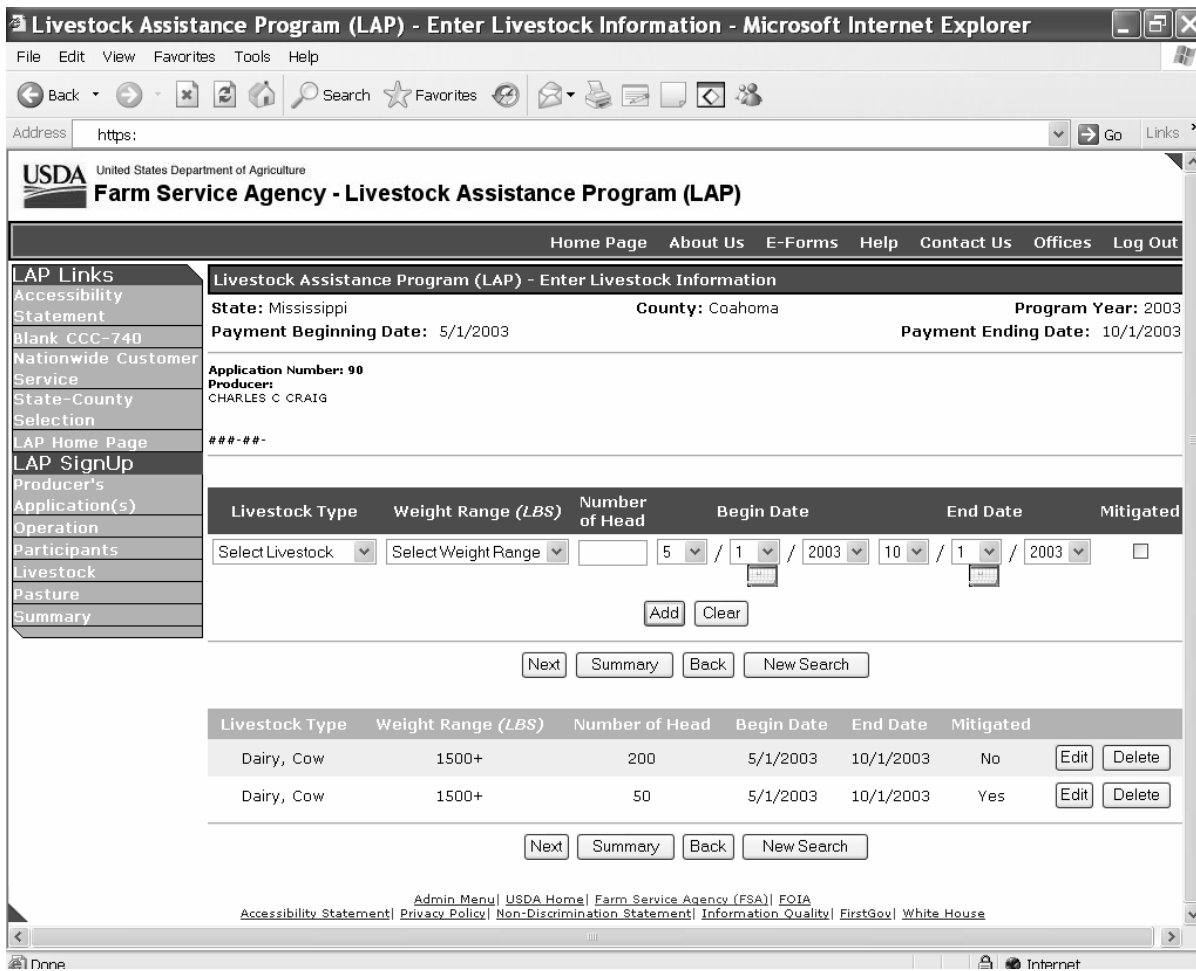 Livestock Assistance Program (LAP) - Enter Livestock Information - Microsoft Internet Explorer
File Edit View Favorites Tools Help
Back Search Favorites
Address https: Go Links
USDA United States Department of Agriculture
Farm Service Agency - Livestock Assistance Program (LAP)
Home Page About Us E-Forms Help Contact Us Offices Log Out
LAP Links
Accessibility
Statement
Blank CCC-740
Nationwide Customer
Service
State-County
Selection
LAP Home Page
LAP SignUp
Producer's
Application(s)
Operation
Participants
Livestock
Pasture
Summary
Livestock Assistance Program (LAP) - Enter Livestock Information
State: Mississippi County: Coahoma Program Year: 2003
Payment Beginning Date: 5/1/2003 Payment Ending Date: 10/1/2003
Application Number: 90
Producer:
CHARLES C CRAIG
###-##-
Livestock Type Weight Range (LBS) Number of Head Begin Date End Date Mitigated
Select Livestock Select Weight Range 5 / 1 / 2003 10 / 1 / 2003
Add Clear
Next Summary Back New Search
Livestock Type Weight Range (LBS) Number of Head Begin Date End Date Mitigated
Dairy, Cow 1500+ 200 5/1/2003 10/1/2003 No Edit Delete
Dairy, Cow 1500+ 50 5/1/2003 10/1/2003 Yes Edit Delete
Next Summary Back New Search
Admin Menu| USDA Home| Farm Service Agency (FSA)| FOIA
Accessibility Statement| Privacy Policy| Non-Discrimination Statement| Information Quality| FirstGov| White House
Done Internet